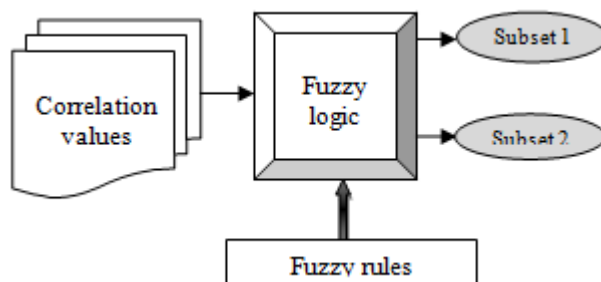 Correlation
values
Fuzzy
logic
Subset 1
Subset 2
Fuzzy rules